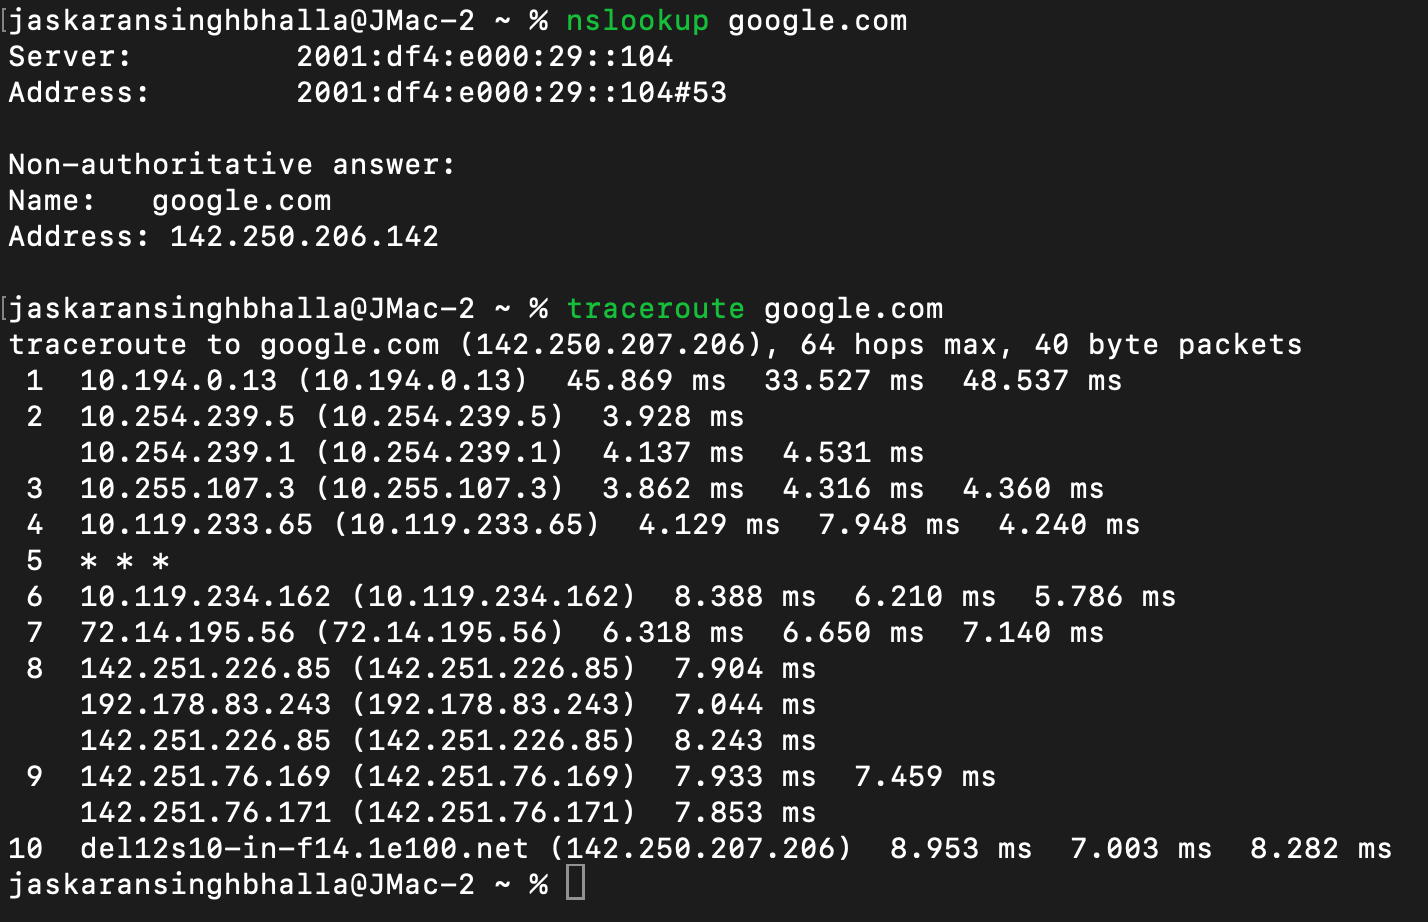 jaskaransinghbhalla@JMac-2 ~ % nslookup google.com
Server:         2001:df4:e000:29::104
Address:        2001:df4:e000:29::104#53

Non-authoritative answer:
Name:   google.com
Address: 142.250.206.142

jaskaransinghbhalla@JMac-2 ~ % traceroute google.com
traceroute to google.com (142.250.207.206), 64 hops max, 40 byte packets
 1  10.194.0.13 (10.194.0.13)  45.869 ms  33.527 ms  48.537 ms
 2  10.254.239.5 (10.254.239.5)  3.928 ms
    10.254.239.1 (10.254.239.1)  4.137 ms  4.531 ms
 3  10.255.107.3 (10.255.107.3)  3.862 ms  4.316 ms  4.360 ms
 4  10.119.233.65 (10.119.233.65)  4.129 ms  7.948 ms  4.240 ms
 5  * * *
 6  10.119.234.162 (10.119.234.162)  8.388 ms  6.210 ms  5.786 ms
 7  72.14.195.56 (72.14.195.56)  6.318 ms  6.650 ms  7.140 ms
 8  142.251.226.85 (142.251.226.85)  7.904 ms
    192.178.83.243 (192.178.83.243)  7.044 ms
    142.251.226.85 (142.251.226.85)  8.243 ms
 9  142.251.76.169 (142.251.76.169)  7.933 ms  7.459 ms
    142.251.76.171 (142.251.76.171)  7.853 ms
10  del12s10-in-f14.1e100.net (142.250.207.206)  8.953 ms  7.003 ms  8.282 ms
jaskaransinghbhalla@JMac-2 ~ %